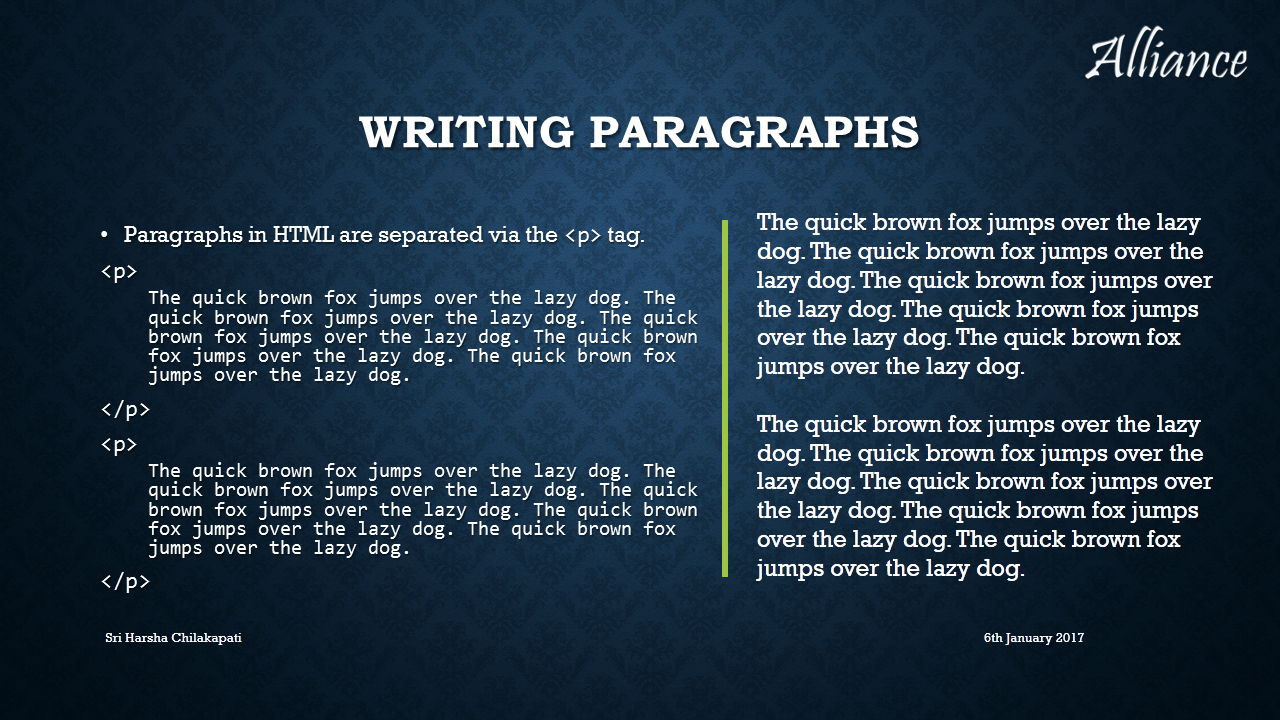 Alliance
WRITING PARAGRAPHS
• Paragraphs in HTML are separated via the <p> tag.
<p>
The quick brown fox jumps over the lazy dog. The
quick brown fox jumps over the lazy dog. The quick
brown fox jumps over the lazy dog. The quick brown
fox jumps over the lazy dog. The quick brown fox
jumps over the lazy dog.
</p>
<p>
The quick brown fox jumps over the lazy dog. The
quick brown fox jumps over the lazy dog. The quick
brown fox jumps over the lazy dog. The quick brown
fox jumps over the lazy dog. The quick brown fox
jumps over the lazy dog.
</p>
The quick brown fox jumps over the lazy
dog. The quick brown fox jumps over the
lazy dog. The quick brown fox jumps over
the lazy dog. The quick brown fox jumps
over the lazy dog. The quick brown fox
jumps over the lazy dog.
The quick brown fox jumps over the lazy
dog. The quick brown fox jumps over the
lazy dog. The quick brown fox jumps over
the lazy dog. The quick brown fox jumps
over the lazy dog. The quick brown fox
jumps over the lazy dog.
Sri Harsha Chilakapati
6th January 2017